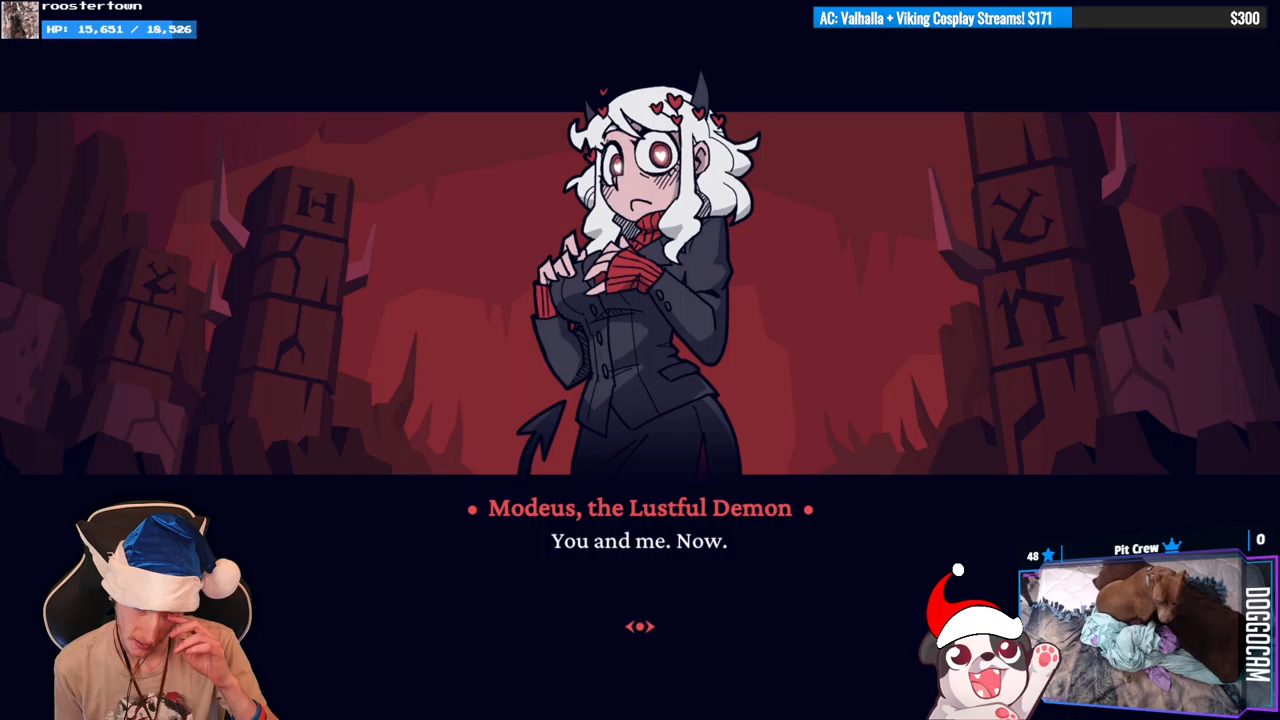 roostertown
HP: 15,651 / 18,526
AC: Valhalla + Viking Cosplay Streams! $171
$300
• Modeus, the Lustful Demon •
You and me. Now.
48
Pit Crew
0
DOGGOCAM